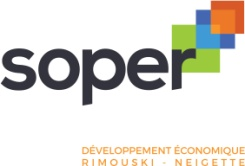 soper
DÉVELOPPEMENT ÉCONOMIQUE
RIMOUSKI - NEIGETTE